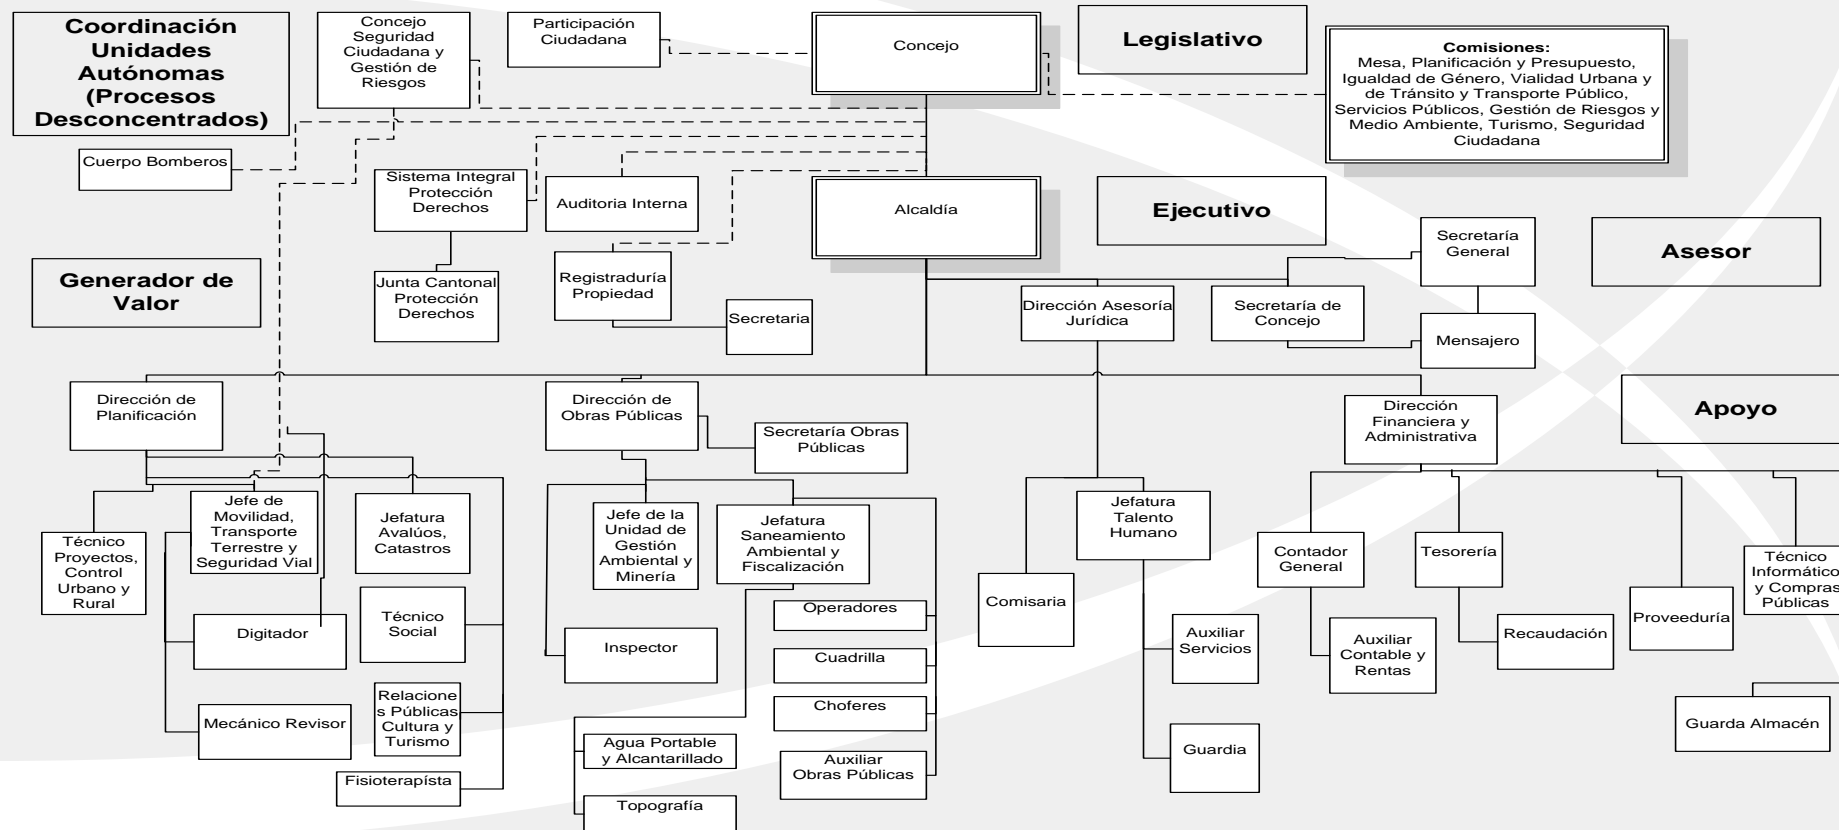 Coordinación
Unidades
Autónomas
(Procesos
Desconcentrados)
Concejo
Seguridad
Ciudadana y
Gestión de
Riesgos
Participación
Ciudadana
Concejo
Legislativo
Comisiones:
Mesa, Planificación y Presupuesto,
Igualdad de Género, Vialidad Urbana y
de Tránsito y Transporte Público,
Servicios Públicos, Gestión de Riesgos y
Medio Ambiente, Turismo, Seguridad
Ciudadana
Cuerpo Bomberos
Sistema Integral
Protección
Derechos
Auditoria Interna
Alcaldía
Ejecutivo
Secretaría
General
Asesor
Generador de
Valor
Junta Cantonal
Protección
Derechos
Registraduría
Propiedad
Secretaria
Dirección Asesoría
Jurídica
Secretaría de
Concejo
Mensajero
Dirección de
Planificación
Dirección de
Obras Públicas
Secretaría Obras
Públicas
Dirección
Financiera y
Administrativa
Apoyo
Técnico
Proyectos,
Control
Urbano y
Rural
Jefe de
Movilidad,
Transporte
Terrestre y
Seguridad Vial
Jefatura
Avalúos,
Catastros
Jefe de la
Unidad de
Gestión
Ambiental y
Minería
Jefatura
Saneamiento
Ambiental y
Fiscalización
Jefatura
Talento
Humano
Contador
General
Tesorería
Técnico
Informático
y Compras
Públicas
Comisaria
Operadores
Proveeduría
Digitador
Técnico
Social
Inspector
Cuadrilla
Auxiliar
Servicios
Auxiliar
Contable y
Rentas
Recaudación
Mecánico Revisor
Relacione
s Públicas
Cultura y
Turismo
Choferes
Guarda Almacén
Agua Portable
y Alcantarillado
Auxiliar
Obras Públicas
Guardia
Fisioterapísta
Topografía